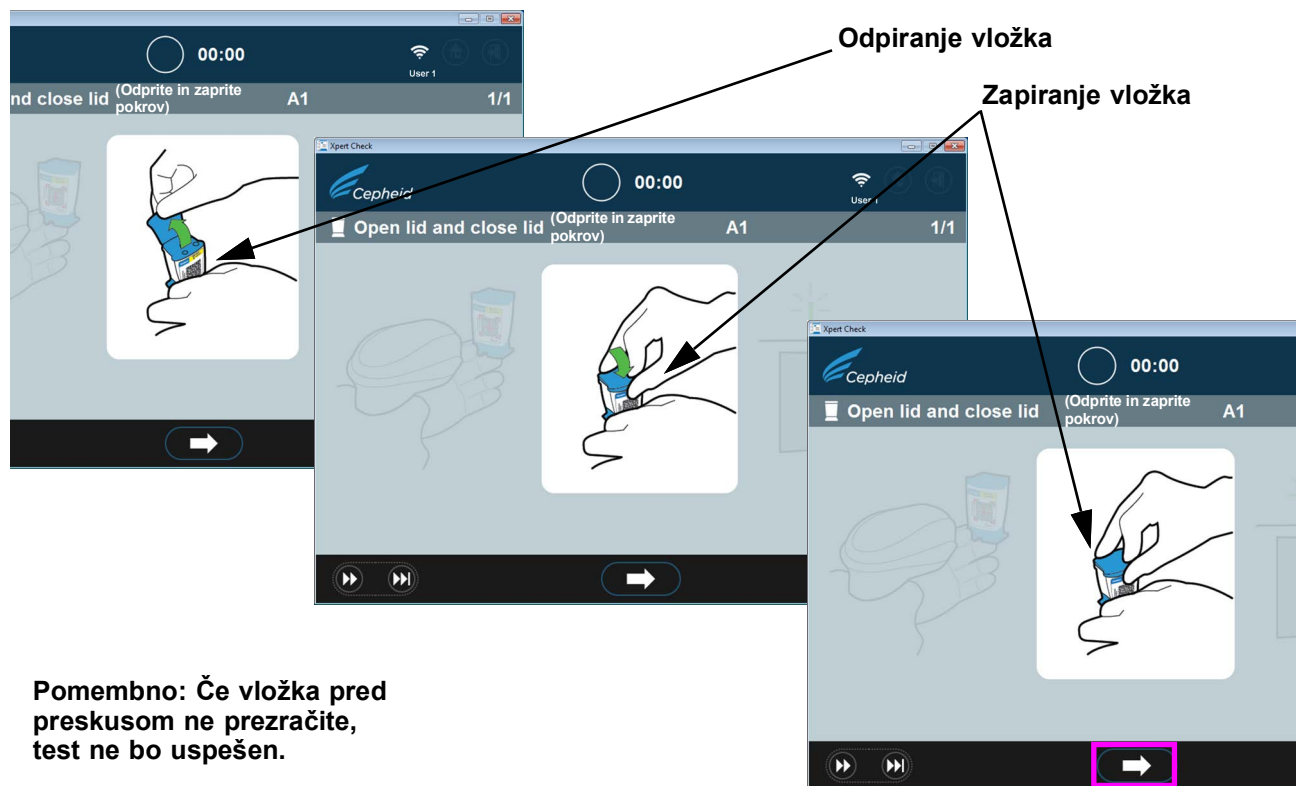 Odpiranje vložka
Zapiranje vložka
00:00
User 1
nd close lid (Odprite in zaprite
pokrov)
A1
1/1
Xpert Check
Cepheid
00:00
User 1
Open lid and close lid (Odprite in zaprite
pokrov)
A1
1/1
Xpert Check
Cepheid
00:00
Open lid and close lid (Odprite in zaprite
pokrov)
A1
Pomembno: Če vložka pred
preskusom ne prezračite,
test ne bo uspešen.